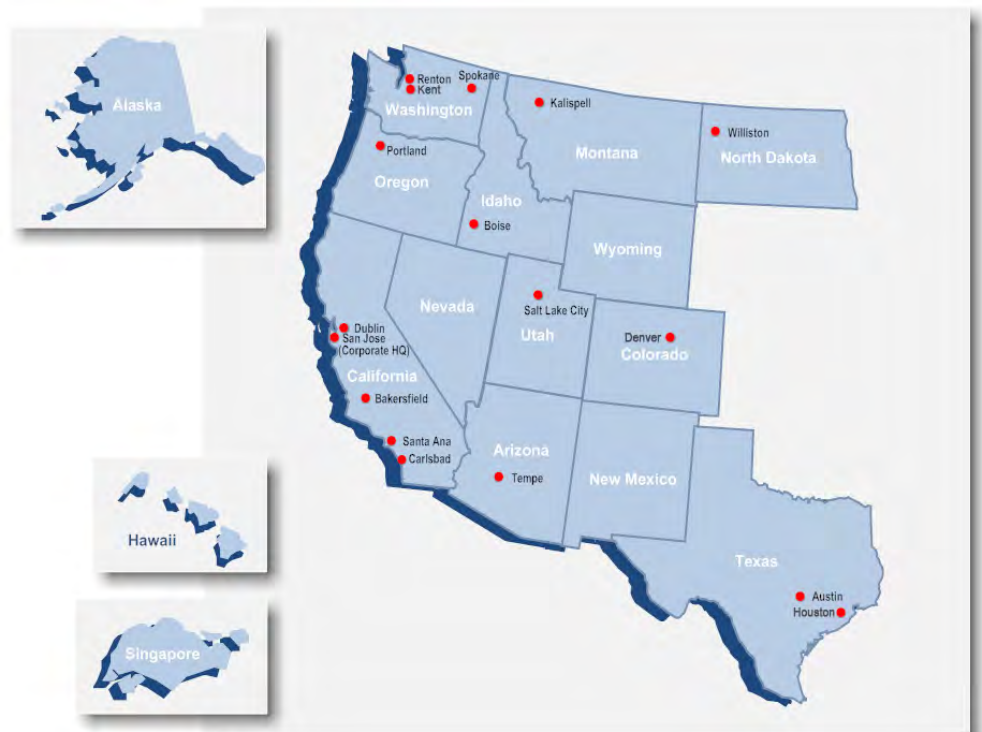 Alaska
Renton
Kent
Spokane
Washington
Kalispell
Montana
Williston
North Dakota
Portland
Oregon
Idaho
Boise
Wyoming
Nevada
Salt Lake City
Utah
Denver
Colorado
Dublin
San Jose
(Corporate HQ)
California
Bakersfield
Santa Ana
Carlsbad
Arizona
Tempe
New Mexico
Texas
Austin
Houston
Hawaii
Singapore